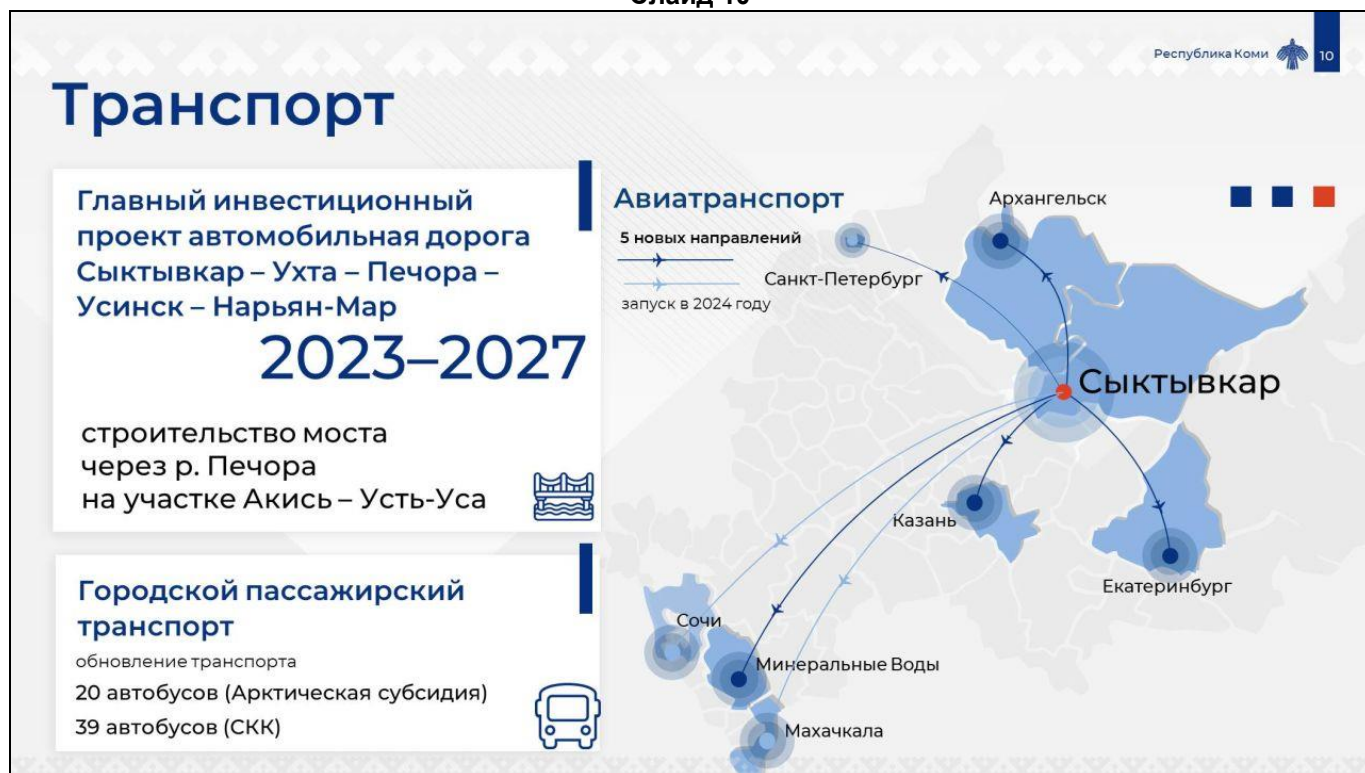 Слайд 10
Республика Коми
10
Транспорт
Главный инвестиционный
проект автомобильная дорога
Сыктывкар – Ухта – Печора –
Усинск – Нарьян-Мар
2023–2027
строительство моста
через р. Печора
на участке Акись – Усть-Уса
Городской пассажирский
транспорт
обновление транспорта
20 автобусов (Арктическая субсидия)
39 автобусов (СКК)
Авиатранспорт
5 новых направлений
запуск в 2024 году
Архангельск
Санкт-Петербург
Сыктывкар
Казань
Екатеринбург
Сочи
Минеральные Воды
Махачкала